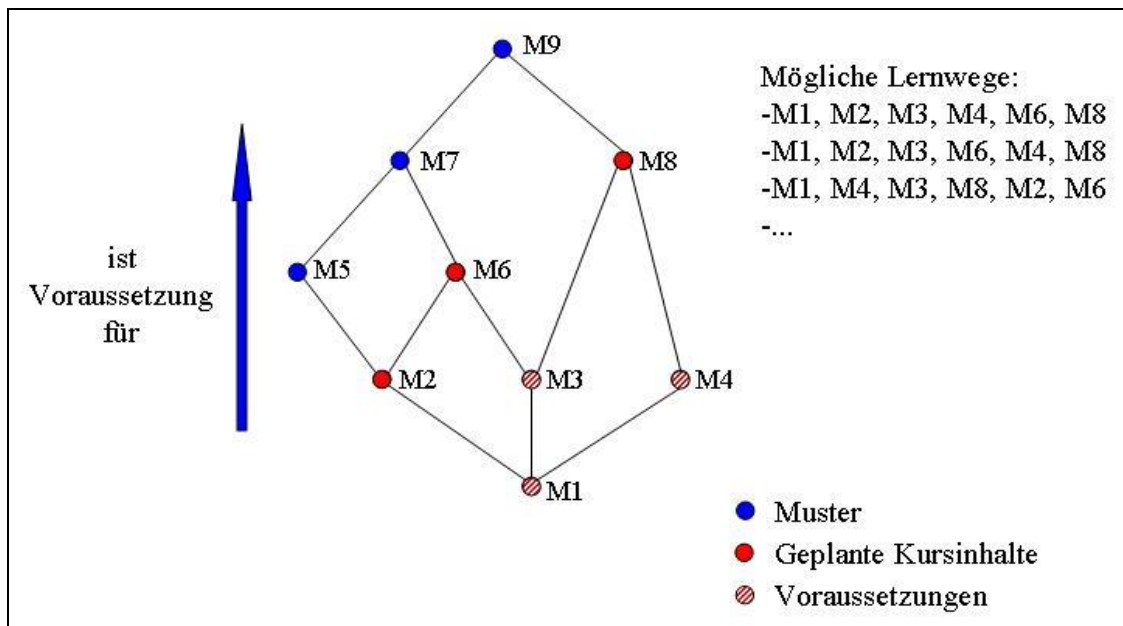 M9
Mögliche Lernwege:
-M1, M2, M3, M4, M6, M8
-M1, M2, M3, M6, M4, M8
-M1, M4, M3, M8, M2, M6
-...
M7
M8
ist
Voraussetzung
für
M5
M6
M2
M3
M4
M1
Muster
Geplante Kursinhalte
Voraussetzungen